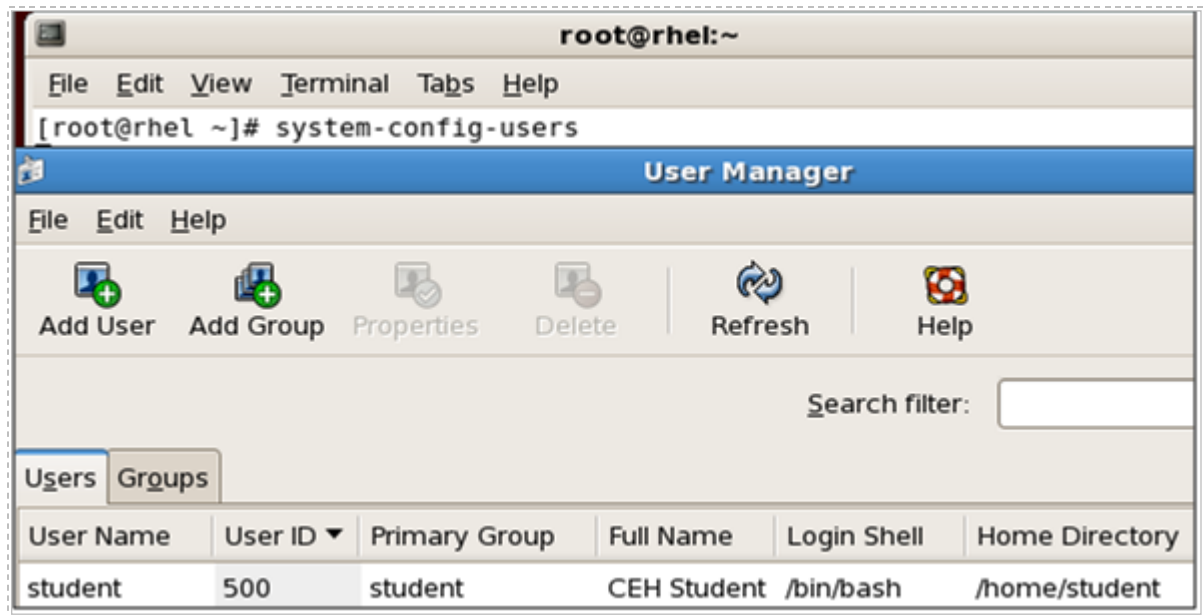 root@rhel:~
File Edit View Terminal Tabs Help
[root@rhel ~]# system-config-users
User Manager
File Edit Help
Add User Add Group Properties Delete Refresh Help
Search filter:
Users Groups
User Name User ID Primary Group Full Name Login Shell Home Directory
student 500 student CEH Student /bin/bash /home/student